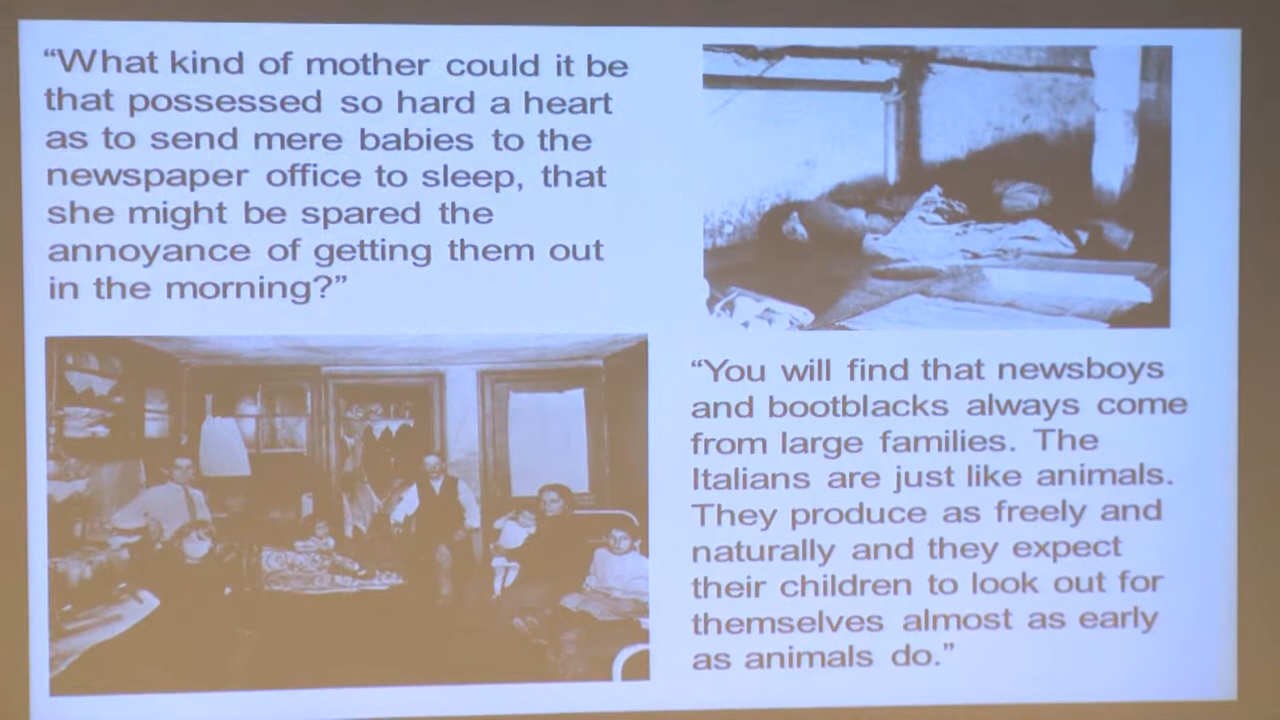 “What kind of mother could it be
that possessed so hard a heart
as to send mere babies to the
newspaper office to sleep, that
she might be spared the
annoyance of getting them out
in the morning?”
“You will find that newsboys
and bootblacks always come
from large families. The
Italians are just like animals.
They produce as freely and
naturally and they expect
their children to look out for
themselves almost as early
as animals do.”